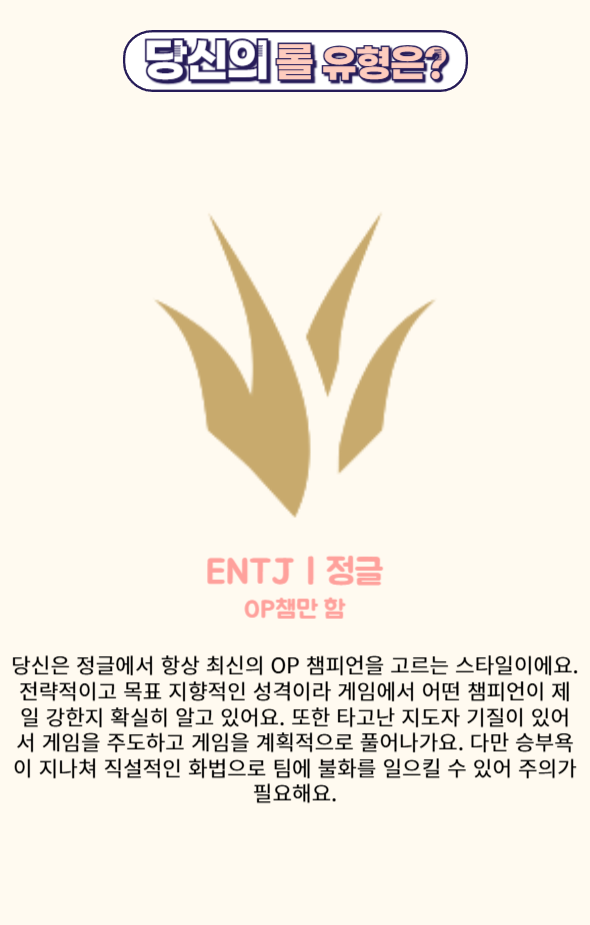 당신의 롤 유형은?
ENTJ | 정글
OP챔만 함
당신은 정글에서 항상 최신의 OP 챔피언을 고르는 스타일이에요.
전략적이고 목표 지향적인 성격이라 게임에서 어떤 챔피언이 제
일 강한지 확실히 알고 있어요. 또한 타고난 지도자 기질이 있어
서 게임을 주도하고 게임을 계획적으로 풀어나가요. 다만 승부욕
이 지나쳐 직설적인 화법으로 팀에 불화를 일으킬 수 있어 주의가
필요해요.